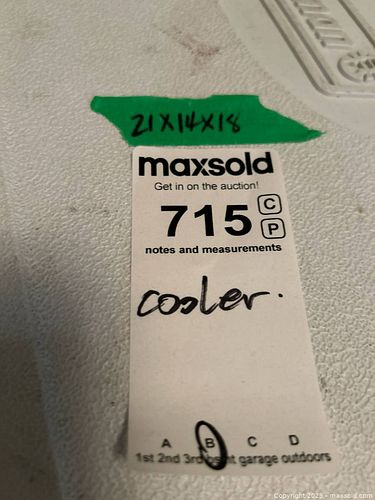 21X14X18
maxsold
Get in on the auction!
715 C
P
notes and measurements
cooler.
A B C D
1st 2nd 3rd bsmt garage outdoors
Copyright 2023 - maxsold.com